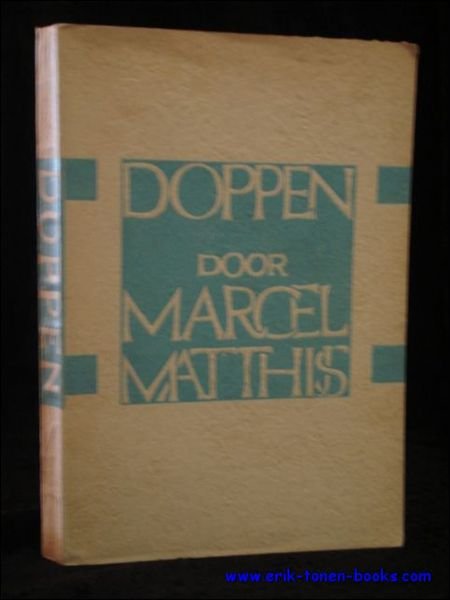 DOPPEN
DOOR
MARCEL
MATTHIJS
DOPPEN
www.erik-tonen-books.com